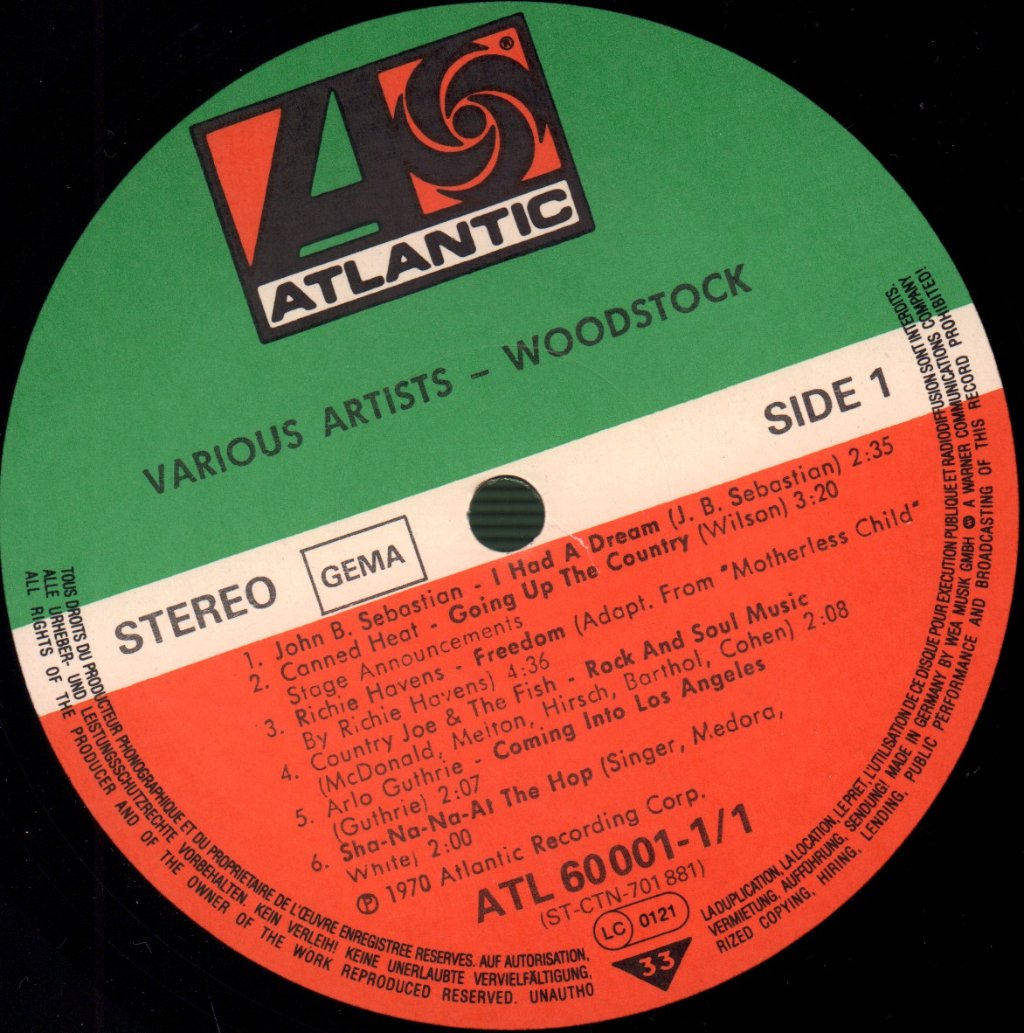 ®
ATLANTIC
VARIOUS ARTISTS – WOODSTOCK
SIDE 1
STEREO
GEMA
1. John B. Sebastian - I Had A Dream (J. B. Sebastian) 2:35
2. Canned Heat - Going Up The Country (Wilson) 3:20
Stage Announcements
3. Richie Havens - Freedom (Adapt. From "Motherless Child"
By Richie Havens) 4:36
4. Country Joe & The Fish - Rock And Soul Music
(McDonald, Melton, Hirsch, Barthol, Cohen) 2:08
5. Arlo Guthrie - Coming Into Los Angeles
(Guthrie) 2:07
6. Sha-Na-Na-At The Hop (Singer, Medora,
White) 2:00
℗ 1970 Atlantic Recording Corp.
ATL 60 001-1/1
(ST-CTN-701 881)
LC 0121
33
TOUS DROITS DU PRODUCTEUR PHONOGRAPHIQUE ET DU PROPRIETAIRE DE L'ŒUVRE ENREGISTREE RESERVES. AUF AUTORISATION,
LA DUPLICATION, LA LOCATION, LE PRET, L'UTILISATION DE CE DISQUE POUR EXECUTION PUBLIQUE ET RADIODIFFUSION SONT INTERDITS.
ALLE URHEBER- UND LEISTUNGSSCHUTZRECHTE VORBEHALTEN. KEIN VERLEIH! KEINE UNERLAUBTE VERVIELFÄLTIGUNG,
VERMIETUNG, AUFFÜHRUNG, SENDUNG! MADE IN GERMANY BY WEA MUSIK GMBH A WARNER COMMUNICATIONS COMPANY
ALL RIGHTS OF THE PRODUCER AND OF THE OWNER OF THE WORK REPRODUCED RESERVED. UNAUTHO
RIZED COPYING, HIRING, LENDING, PUBLIC PERFORMANCE AND BROADCASTING OF THIS RECORD PROHIBITED!